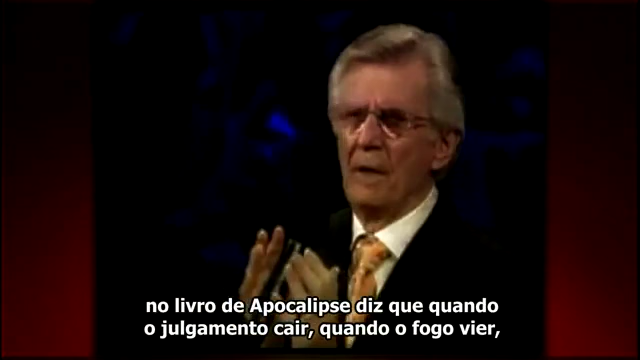 no livro de Apocalipse diz que quando
o julgamento cair, quando o fogo vier,